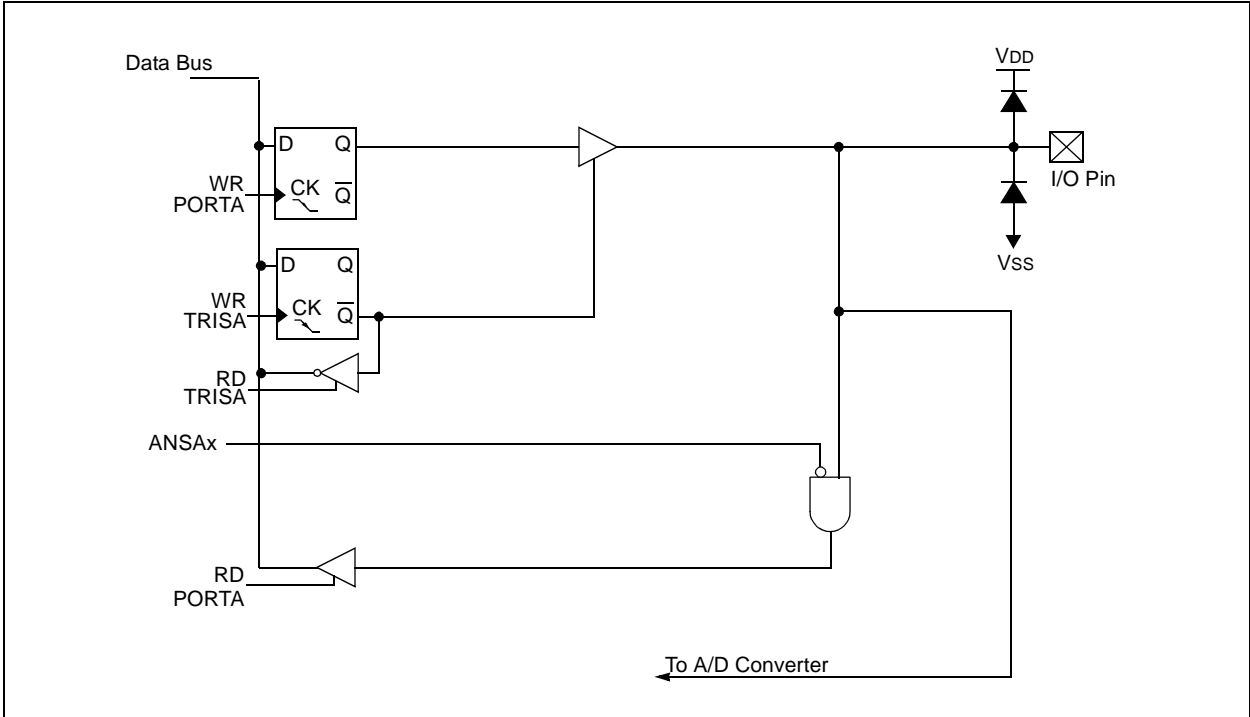 Data Bus
VDD
D Q
CK Q
WR
PORTA
I/O Pin
VSS
D Q
CK Q
WR
TRISA
RD
TRISA
ANSAx
RD
PORTA
To A/D Converter